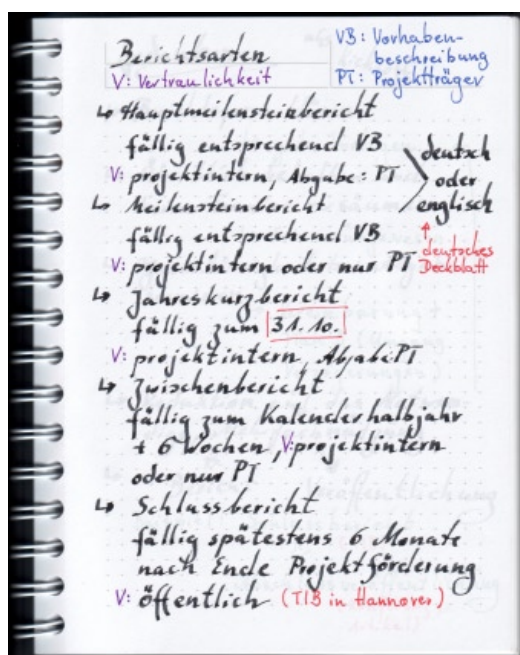 Berichtsarten
V: Vertraulichkeit
VB: Vorhaben-
beschreibung
PT: Projektträger
↳ Hauptmeilensteinbericht
fällig entsprechend VB
V: projektintern, Abgabe: PT
↳ Meilensteinbericht
fällig entsprechend VB
V: projektintern oder nur PT
deutsch
oder
englisch
↑
deutsches
Deckblatt
↳ Jahreskurzbericht
fällig zum 31.10.
V: projektintern, Abgabe PT
↳ Zwischenbericht
fällig zum Kalenderhalbjahr
+ 6 Wochen, V: projektintern
oder nur PT
↳ Schlussbericht
fällig spätestens 6 Monate
nach Ende Projektförderung
V: öffentlich (TIB in Hannover)